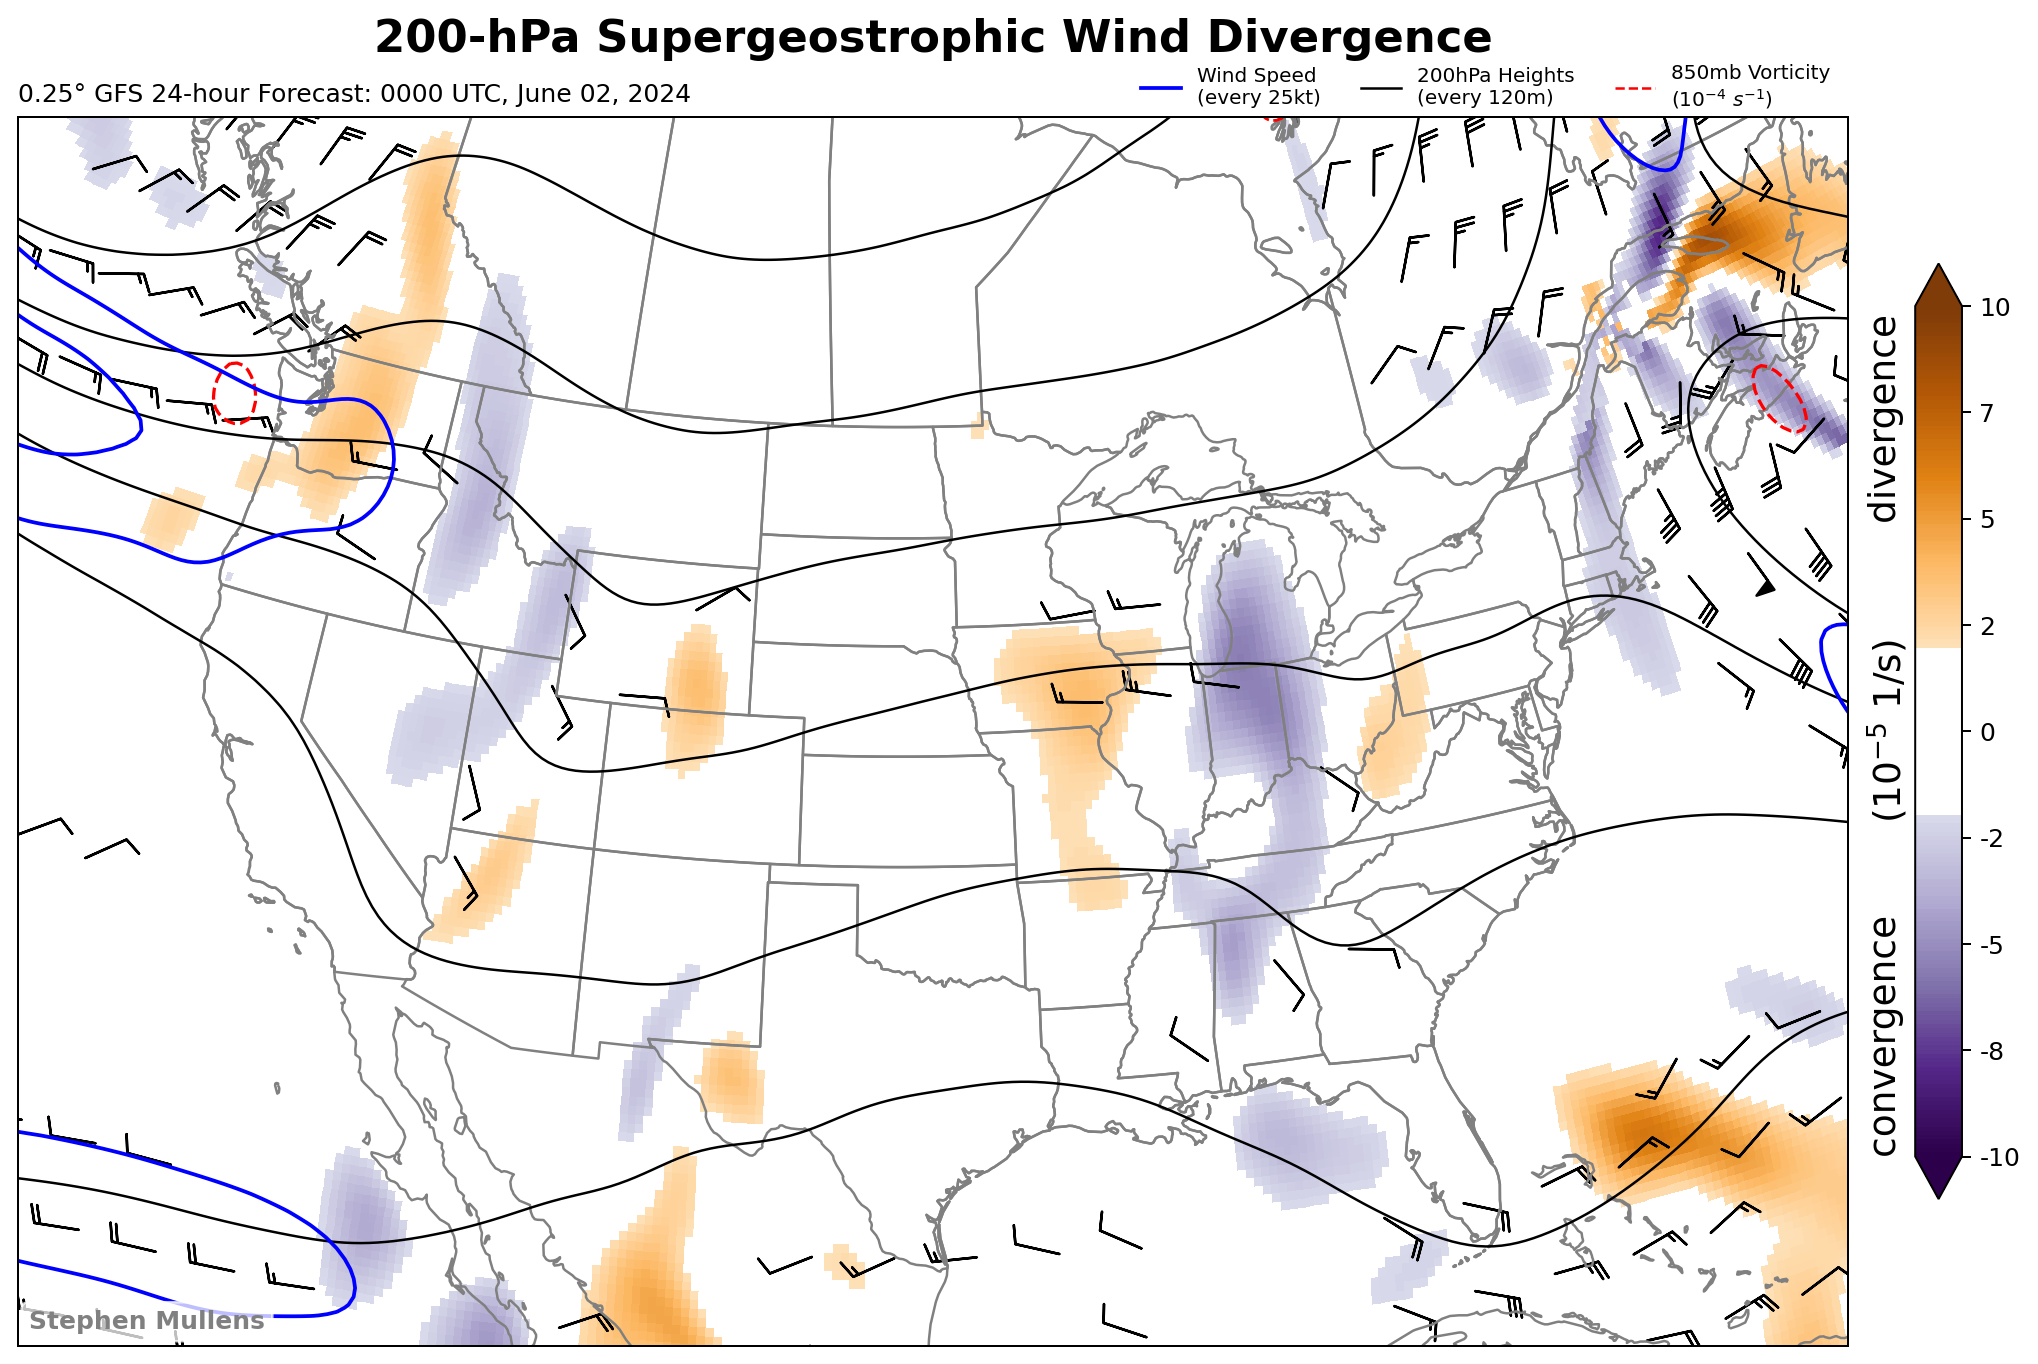 200-hPa Supergeostrophic Wind Divergence
0.25° GFS 24-hour Forecast: 0000 UTC, June 02, 2024
Wind Speed
(every 25kt)
200hPa Heights
(every 120m)
850mb Vorticity
(10⁻⁴ s⁻¹)
10
7
5
2
0
-2
-5
-8
-10
convergence (10⁻⁵ 1/s) divergence
Stephen Mullens